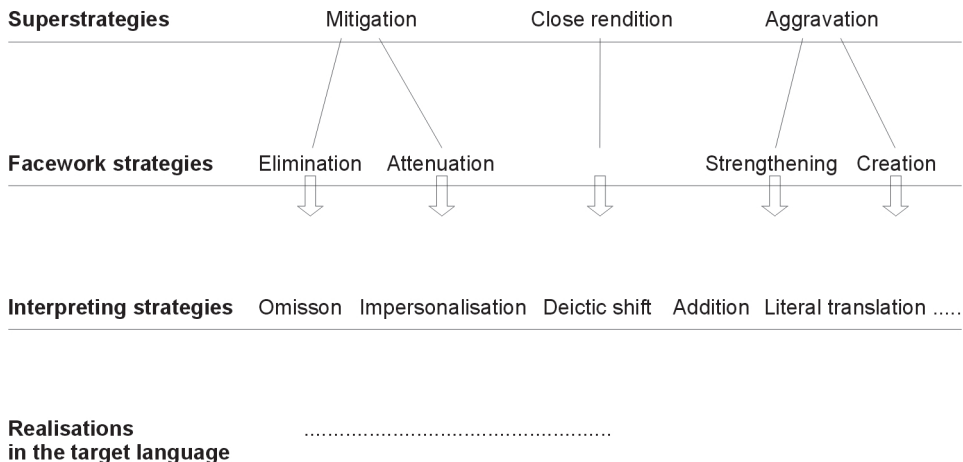 Superstrategies Mitigation Close rendition Aggravation
Facework strategies Elimination Attenuation Strengthening Creation
Interpreting strategies Omisson Impersonalisation Deictic shift Addition Literal translation .....
Realisations .....................................................
in the target language